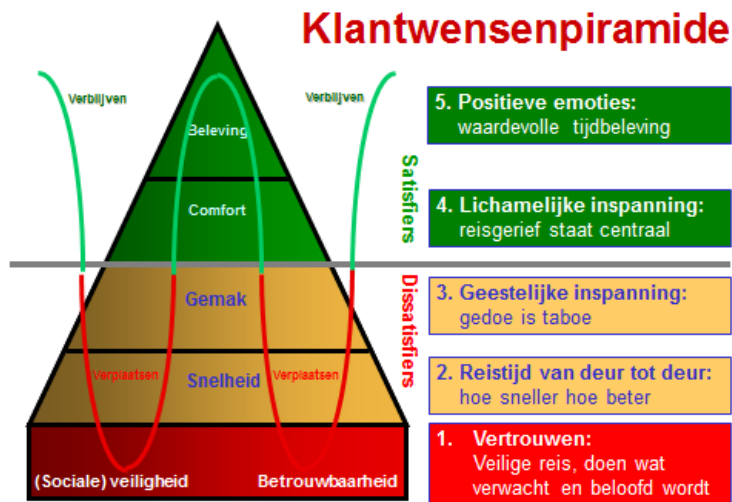 Klantwensenpiramide
Verblijven
Verblijven
Beleving
Comfort
Gemak
Snelheid
Verplaatsen
Verplaatsen
(Sociale) veiligheid
Betrouwbaarheid
Satisfiers
Dissatisfiers
5. Positieve emoties:
waardevolle tijdbeleving
4. Lichamelijke inspanning:
reisgerief staat centraal
3. Geestelijke inspanning:
gedoe is taboe
2. Reistijd van deur tot deur:
hoe sneller hoe beter
1. Vertrouwen:
Veilige reis, doen wat
verwacht en beloofd wordt